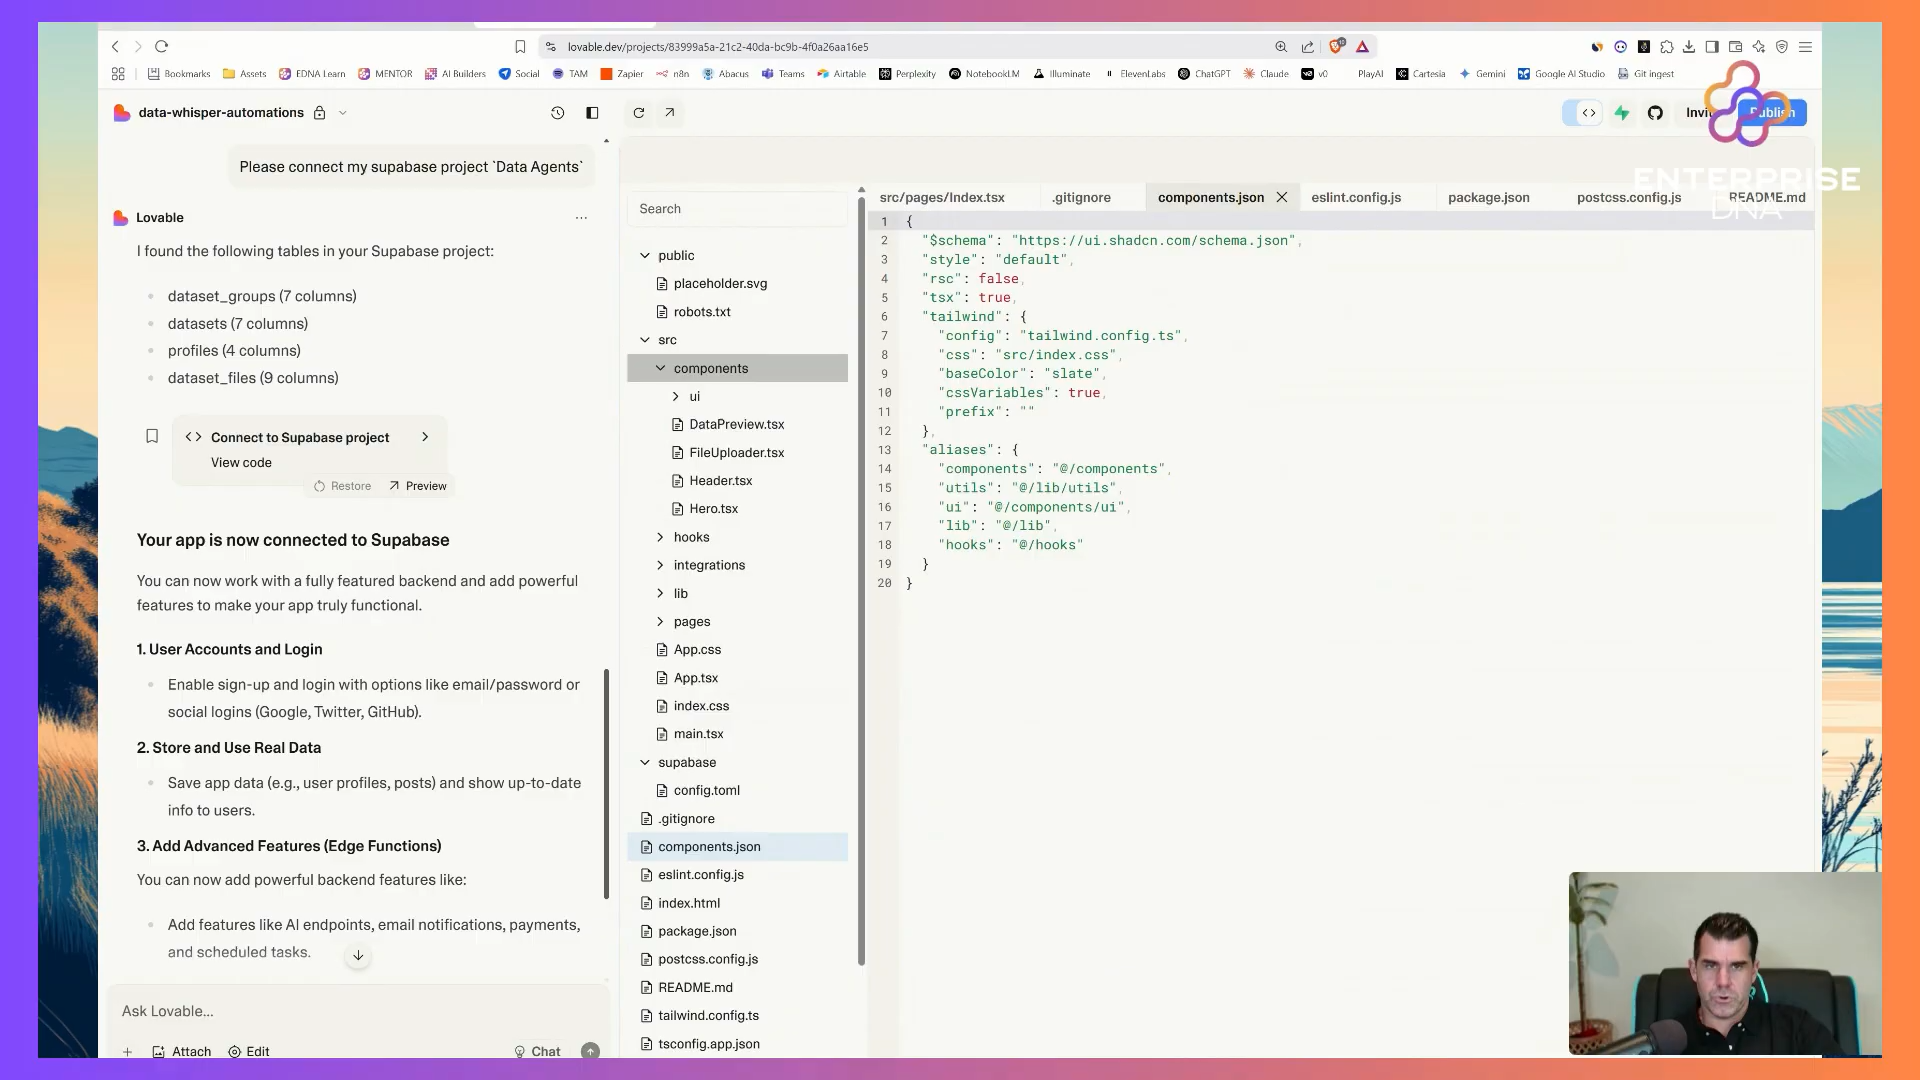 lovable.dev/projects/83999a5a-21c2-40da-bc9b-4f0a26aa16e5
Bookmarks Assets EDNA Learn MENTOR AI Builders Social TAM Zapier n8n Abacus Teams Airtable Perplexity NotebookLM Illuminate ElevenLabs ChatGPT Claude v0 PlayAI Cartesia Gemini Google AI Studio Git ingest
data-whisper-automations
Publish
ENTERPRISE
DNA
Please connect my supabase project `Data Agents`
Lovable
I found the following tables in your Supabase project:
dataset_groups (7 columns)
datasets (7 columns)
profiles (4 columns)
dataset_files (9 columns)
Connect to Supabase project
View code
Restore Preview
Your app is now connected to Supabase
You can now work with a fully featured backend and add powerful
features to make your app truly functional.
1. User Accounts and Login
Enable sign-up and login with options like email/password or
social logins (Google, Twitter, GitHub).
2. Store and Use Real Data
Save app data (e.g., user profiles, posts) and show up-to-date
info to users.
3. Add Advanced Features (Edge Functions)
You can now add powerful backend features like:
Add features like AI endpoints, email notifications, payments,
and scheduled tasks.
Ask Lovable...
Attach Edit Chat
Search
public
placeholder.svg
robots.txt
src
components
ui
DataPreview.tsx
FileUploader.tsx
Header.tsx
Hero.tsx
hooks
integrations
lib
pages
App.css
App.tsx
index.css
main.tsx
supabase
config.toml
.gitignore
components.json
eslint.config.js
index.html
package.json
postcss.config.js
README.md
tailwind.config.ts
tsconfig.app.json
src/pages/Index.tsx .gitignore components.json eslint.config.js package.json postcss.config.js README.md
1 {
2 "$schema": "https://ui.shadcn.com/schema.json",
3 "style": "default",
4 "rsc": false,
5 "tsx": true,
6 "tailwind": {
7 "config": "tailwind.config.ts",
8 "css": "src/index.css",
9 "baseColor": "slate",
10 "cssVariables": true,
11 "prefix": ""
12 },
13 "aliases": {
14 "components": "@/components",
15 "utils": "@/lib/utils",
16 "ui": "@/components/ui",
17 "lib": "@/lib",
18 "hooks": "@/hooks"
19 }
20 }